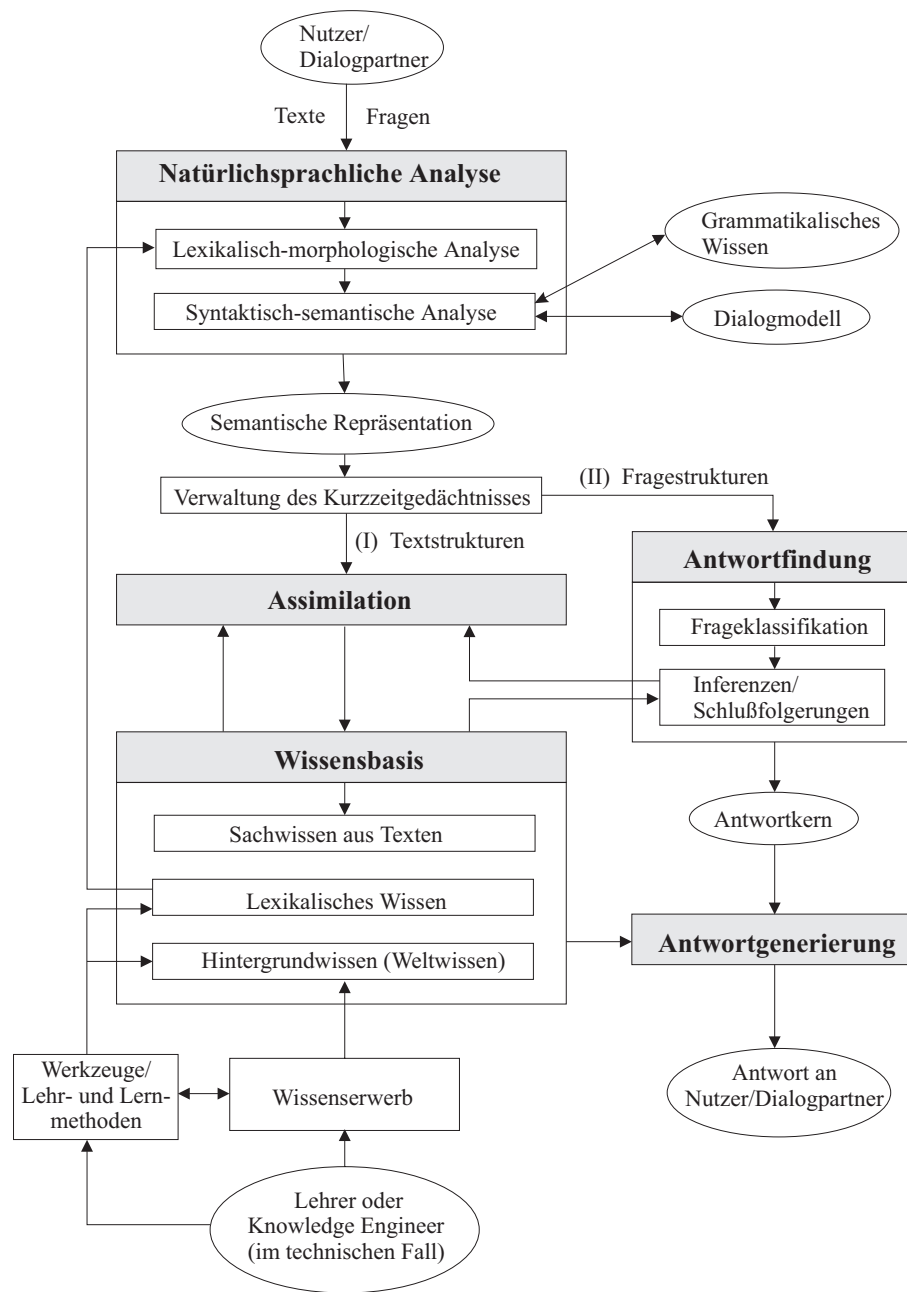 Nutzer/
Dialogpartner
Texte Fragen
Natürlichsprachliche Analyse
Lexikalisch-morphologische Analyse
Syntaktisch-semantische Analyse
Grammatikalisches
Wissen
Dialogmodell
Semantische Repräsentation
Verwaltung des Kurzzeitgedächtnisses
(II) Fragestrukturen
(I) Textstrukturen
Assimilation
Antwortfindung
Frageklassifikation
Inferenzen/
Schlußfolgerungen
Wissensbasis
Sachwissen aus Texten
Lexikalisches Wissen
Hintergrundwissen (Weltwissen)
Antwortkern
Antwortgenerierung
Antwort an
Nutzer/Dialogpartner
Werkzeuge/
Lehr- und Lern-
methoden
Wissenserwerb
Lehrer oder
Knowledge Engineer
(im technischen Fall)